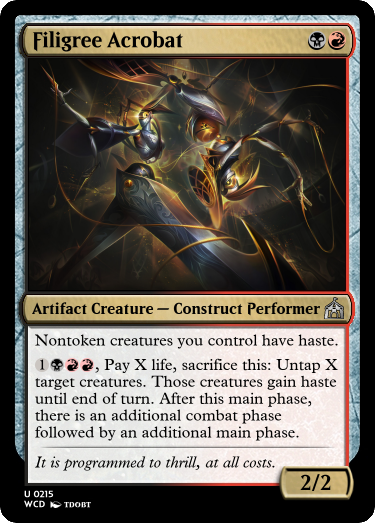 Filigree Acrobat
Artifact Creature — Construct Performer
Nontoken creatures you control have haste.
1, Pay X life, sacrifice this: Untap X
target creatures. Those creatures gain haste
until end of turn. After this main phase,
there is an additional combat phase
followed by an additional main phase.
It is programmed to thrill, at all costs.
2/2
U 0215
WCD TDOBT